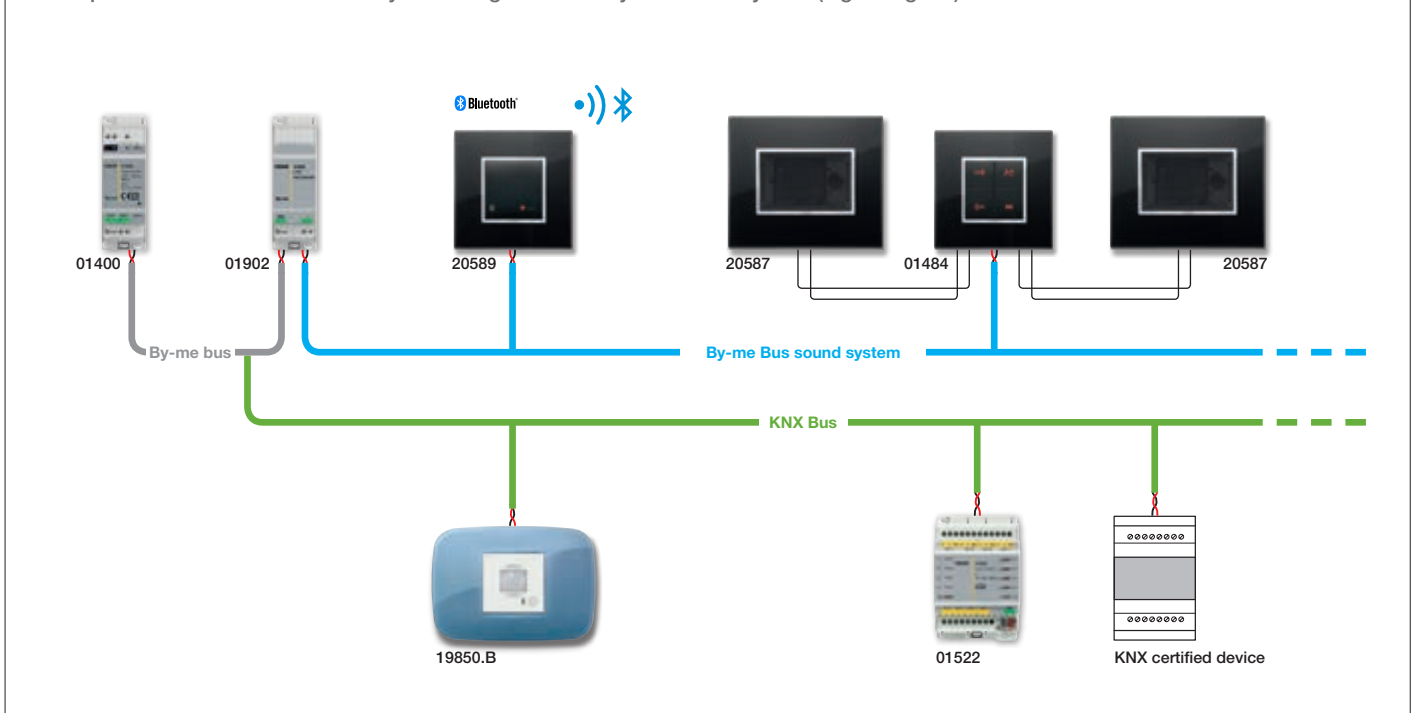 Bluetooth
01400
01902
20589
20587
01484
20587
By-me bus
By-me Bus sound system
KNX Bus
19850.B
01522
KNX certified device